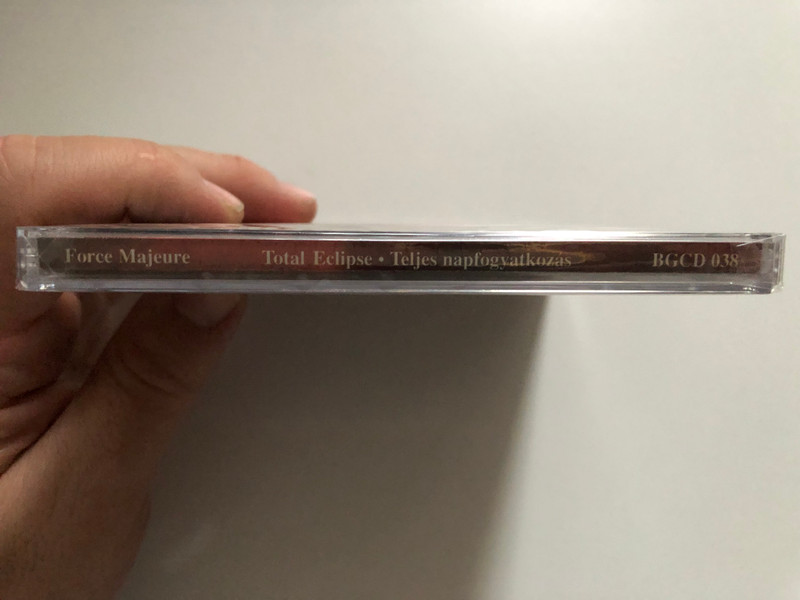 Force Majeure Total Eclipse • Teljes napfogyatkozás BGCD 038